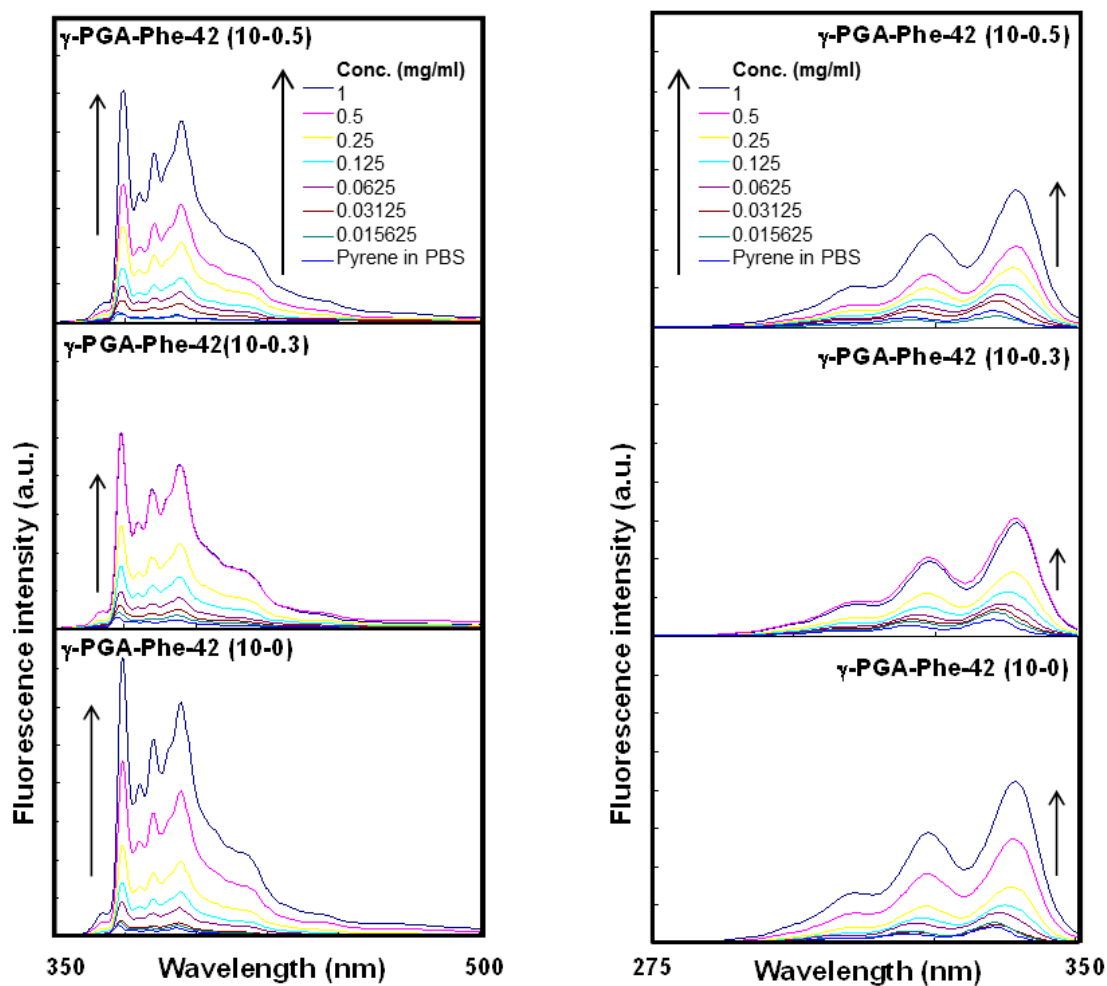 γ-PGA-Phe-42 (10-0.5)
Conc. (mg/ml)
1
0.5
0.25
0.125
0.0625
0.03125
0.015625
Pyrene in PBS
γ-PGA-Phe-42(10-0.3)
γ-PGA-Phe-42 (10-0)
Fluorescence intensity (a.u.)
350
Wavelength (nm)
500
γ-PGA-Phe-42 (10-0.5)
Conc. (mg/ml)
1
0.5
0.25
0.125
0.0625
0.03125
0.015625
Pyrene in PBS
γ-PGA-Phe-42 (10-0.3)
γ-PGA-Phe-42 (10-0)
Fluorescence intensity (a.u.)
275
Wavelength (nm)
350